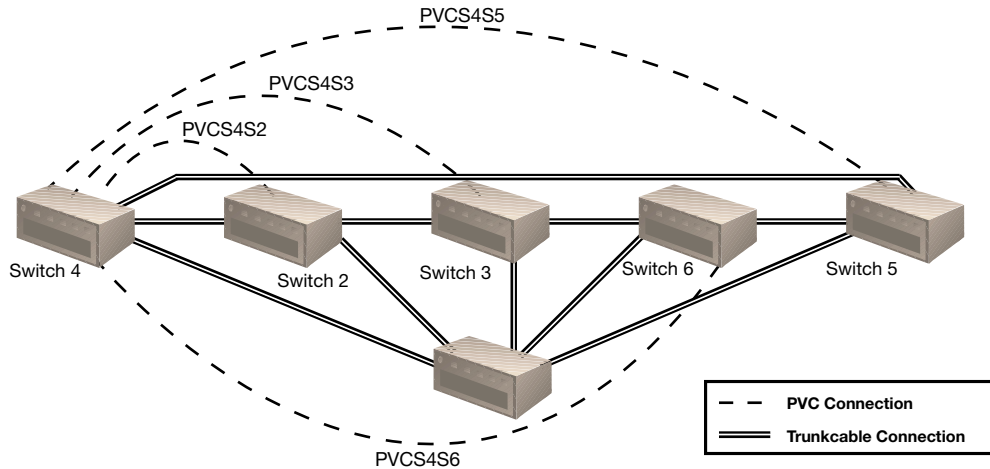 PVCS4S5
PVCS4S3
PVCS4S2
Switch 4
Switch 2
Switch 3
Switch 6
Switch 5
PVC Connection
Trunkcable Connection
PVCS4S6